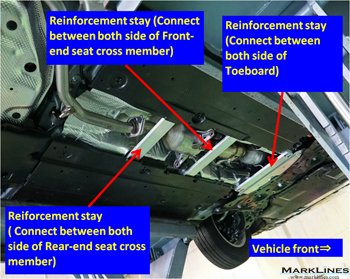 Reinforcement stay (Connect
between both side of Front-
end seat cross member)
Reinforcement stay
(Connect between
both side of
Toeboard)
Reiforcement stay
( Connect between both
side of Rear-end seat cross
member)
Vehicle front⇒
MARKLINES
www.marklines.com